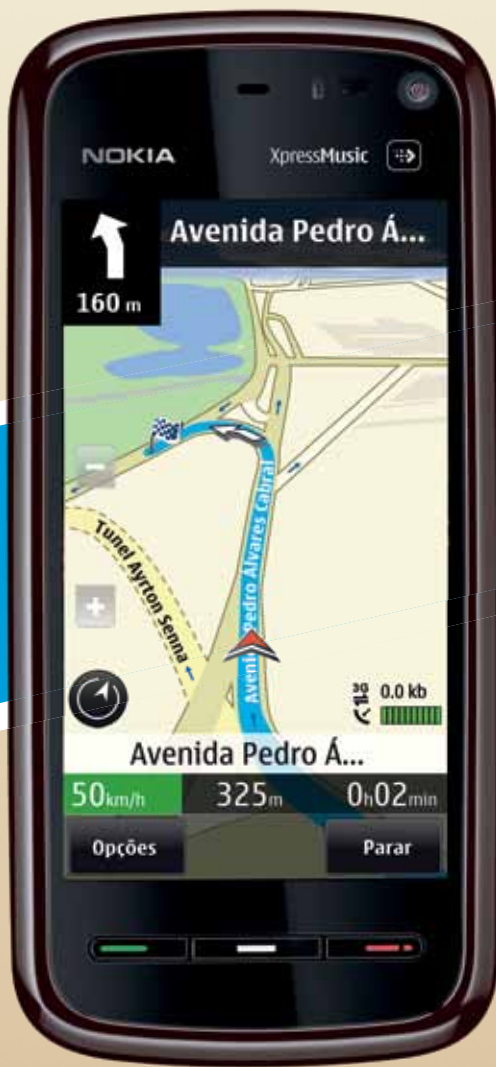 NOKIA
XpressMusic
Avenida Pedro Á...
160 m
Tunel Ayrton Senna
Avenida Pedro Álvares Cabral
3G 0.0 kb
Avenida Pedro Á...
50km/h 325m 0h02min
Opções Parar